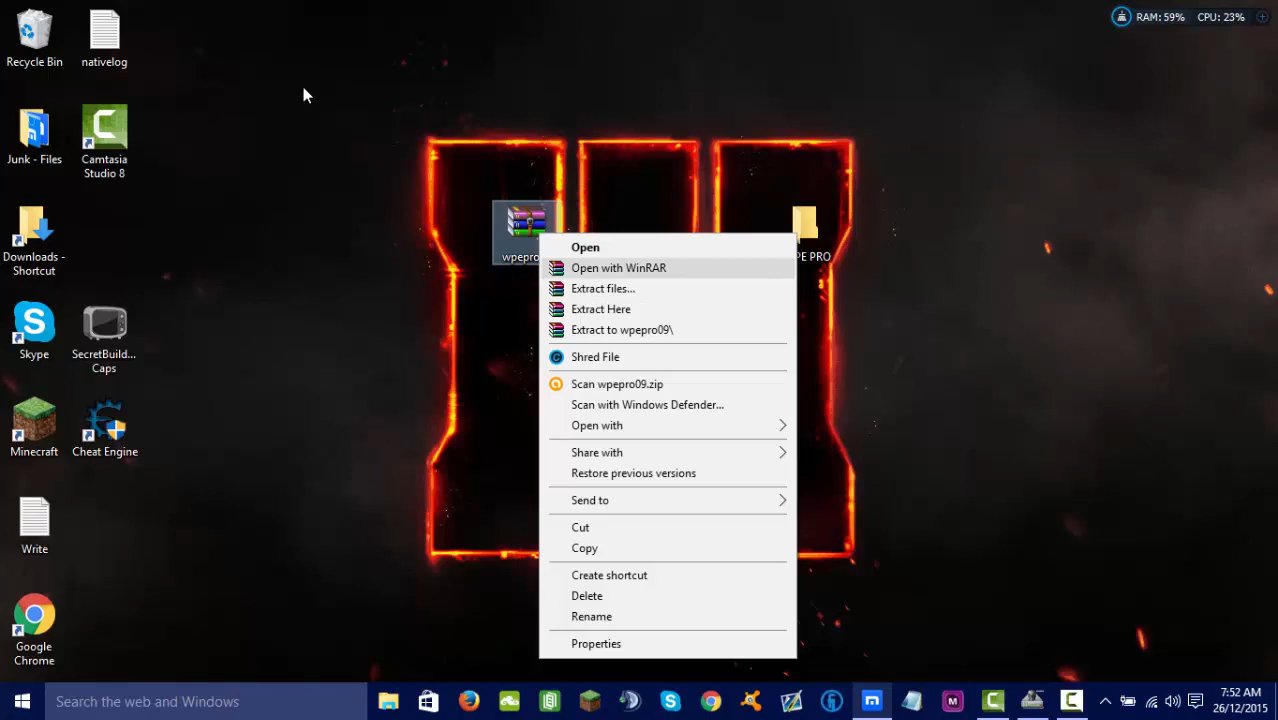 RAM: 59% CPU: 23%
Recycle Bin
nativelog
Junk - Files
Camtasia
Studio 8
Downloads -
Shortcut
Skype
SecretBuild...
Caps
Minecraft
Cheat Engine
Write
Google
Chrome
wpepro
PE PRO
Open
Open with WinRAR
Extract files...
Extract Here
Extract to wpepro09\
Shred File
Scan wpepro09.zip
Scan with Windows Defender...
Open with
Share with
Restore previous versions
Send to
Cut
Copy
Create shortcut
Delete
Rename
Properties
Search the web and Windows
7:52 AM
26/12/2015